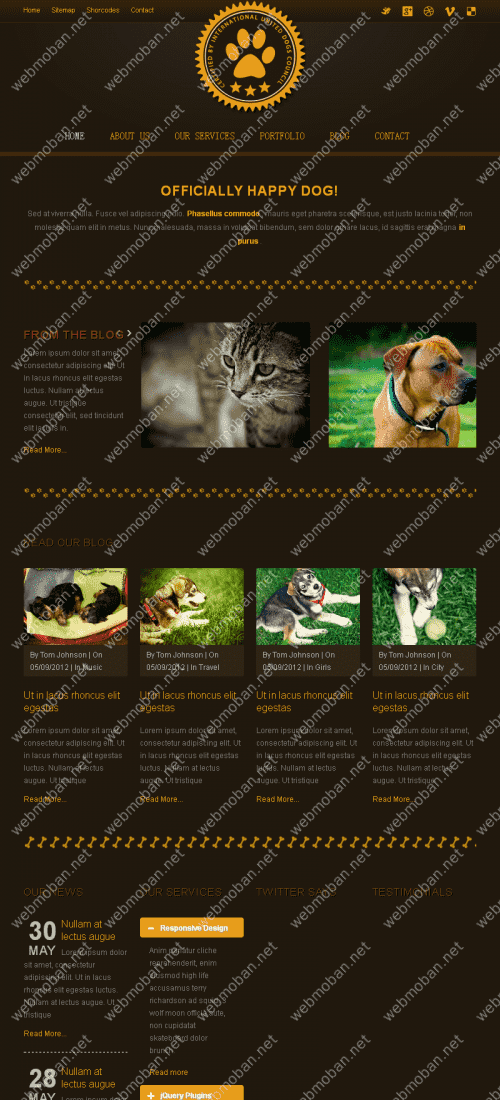 Home Sitemap Shorcodes Contact
BY INTERNATIONAL UNITED DOGS COUNCIL
HOME ABOUT US OUR SERVICES PORTFOLIO BLOG CONTACT
OFFICIALLY HAPPY DOG!
Sed at viverra nulla. Fusce vel adipiscing odio. Phasellus commodo, mauris eget pharetra scelerisque, est justo lacinia tortor, non
molestie quam elit in metus. Nunc malesuada, massa in volutpat bibendum, sem dolor ornare lacus, id sagittis erat magna in
purus
FROM THE BLOG
Lorem ipsum dolor sit amet,
consectetur adipiscing elit. Ut
in lacus rhoncus elit egestas
luctus. Nullam at lectus
augue. Ut tristique
consectetur elit, sed tincidunt
elit iaculis in.
Read More...
READ OUR BLOG
By Tom Johnson | On
05/09/2012 | In Music
By Tom Johnson | On
05/09/2012 | In Travel
By Tom Johnson | On
05/09/2012 | In Girls
By Tom Johnson | On
05/09/2012 | In City
Ut in lacus rhoncus elit
egestas
Ut in lacus rhoncus elit
egestas
Ut in lacus rhoncus elit
egestas
Ut in lacus rhoncus elit
egestas
Lorem ipsum dolor sit amet,
consectetur adipiscing elit. Ut
in lacus rhoncus elit egestas
luctus. Nullam at lectus
augue. Ut tristique
Lorem ipsum dolor sit amet,
consectetur adipiscing elit. Ut
in lacus rhoncus elit egestas
luctus. Nullam at lectus
augue. Ut tristique
Lorem ipsum dolor sit amet,
consectetur adipiscing elit. Ut
in lacus rhoncus elit egestas
luctus. Nullam at lectus
augue. Ut tristique
Lorem ipsum dolor sit amet,
consectetur adipiscing elit. Ut
in lacus rhoncus elit egestas
luctus. Nullam at lectus
augue. Ut tristique
Read More...
Read More...
Read More...
Read More...
OUR NEWS
30
MAY
Nullam at
lectus augue
Lorem ipsum dolor
sit amet, consectetur
adipiscing elit. Ut in lacus
rhoncus elit egestas luctus.
Nullam at lectus augue. Ut
tristique
Read More...
28
MAY
Nullam at
lectus augue
Lorem ipsum dolor
OUR SERVICES
Responsive Design
Anim pariatur cliche
reprehenderit, enim
eiusmod high life
accusamus terry
richardson ad squid. 3
wolf moon officia aute,
non cupidatat
skateboard dolor
brunch.
Read more
jQuery Plugins
TWITTER
TESTIMONIALS
webmoban.net